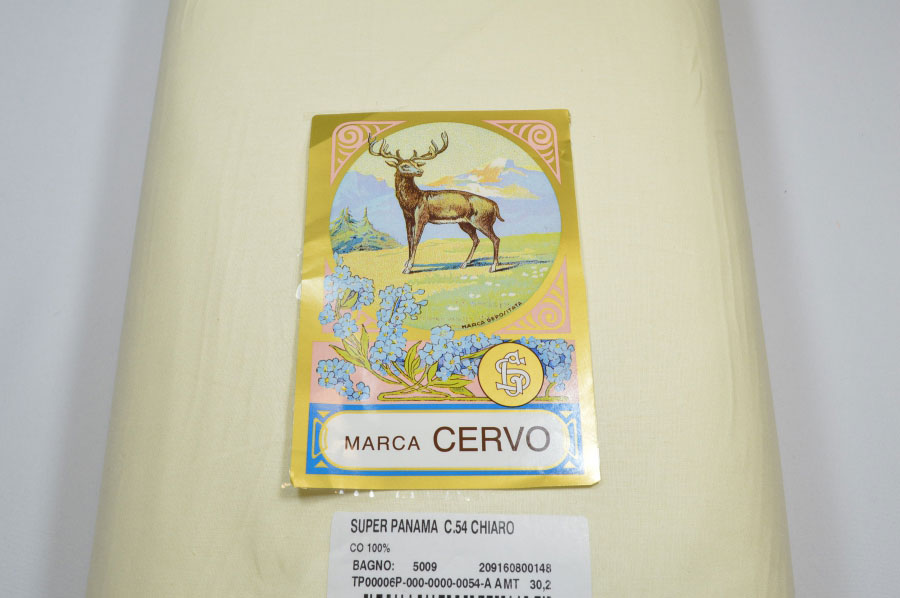 MARCA DEPOSITATA
MARCA CERVO
SUPER PANAMA C.54 CHIARO
CO 100%
BAGNO: 5009 209160800148
TP00006P-000-0000-0054-A A MT 30,2